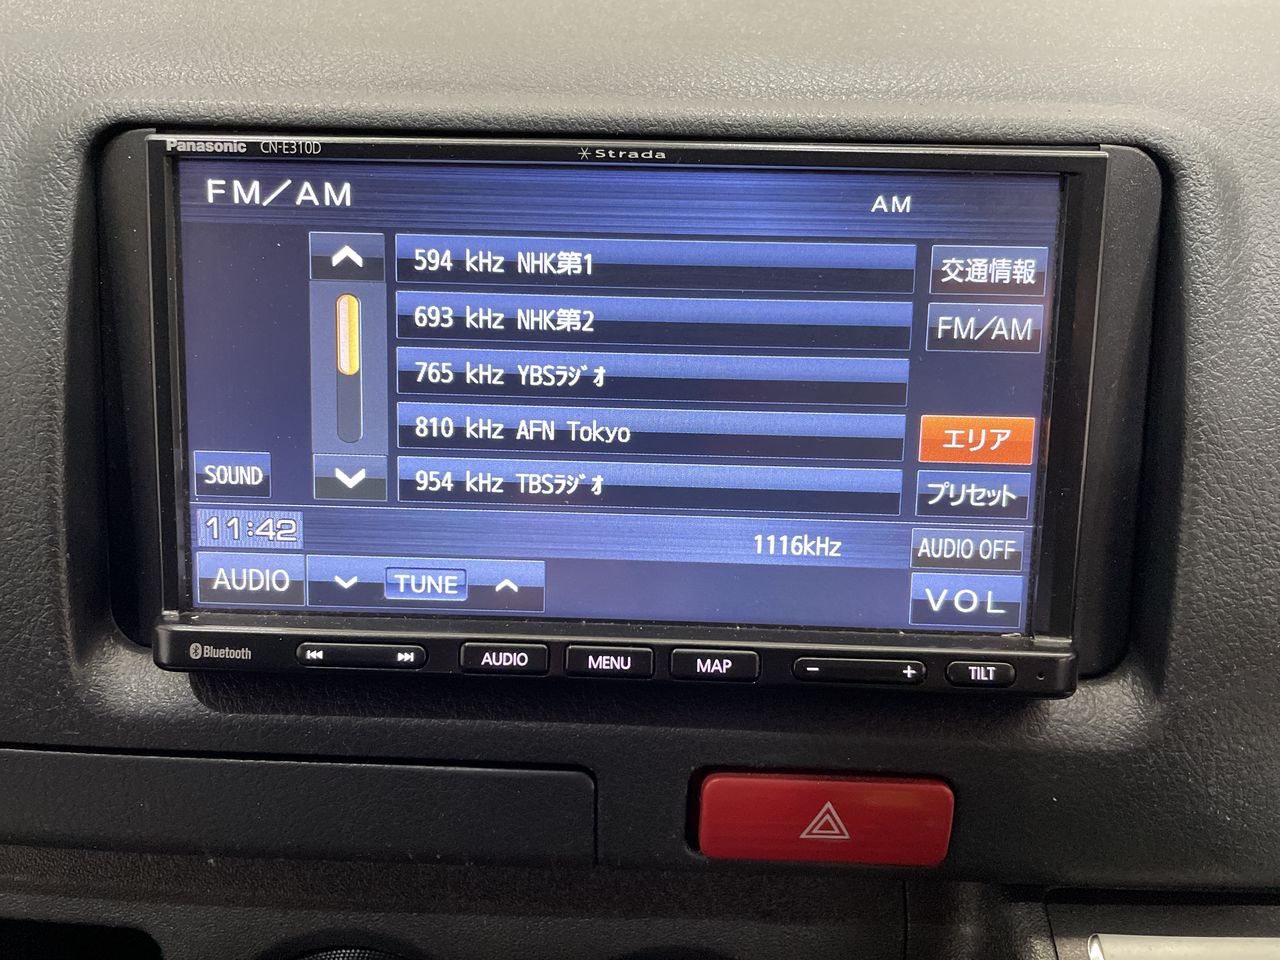 Panasonic CN-E310D Strada
FM/AM
AM
594 kHz NHK第1
交通情報
693 kHz NHK第2
FM/AM
765 kHz YBSﾗｼﾞｵ
810 kHz AFN Tokyo
エリア
954 kHz TBSﾗｼﾞｵ
プリセット
SOUND
11:42
1116kHz
AUDIO OFF
AUDIO
TUNE
VOL
Bluetooth
AUDIO
MENU
MAP
− +
TILT